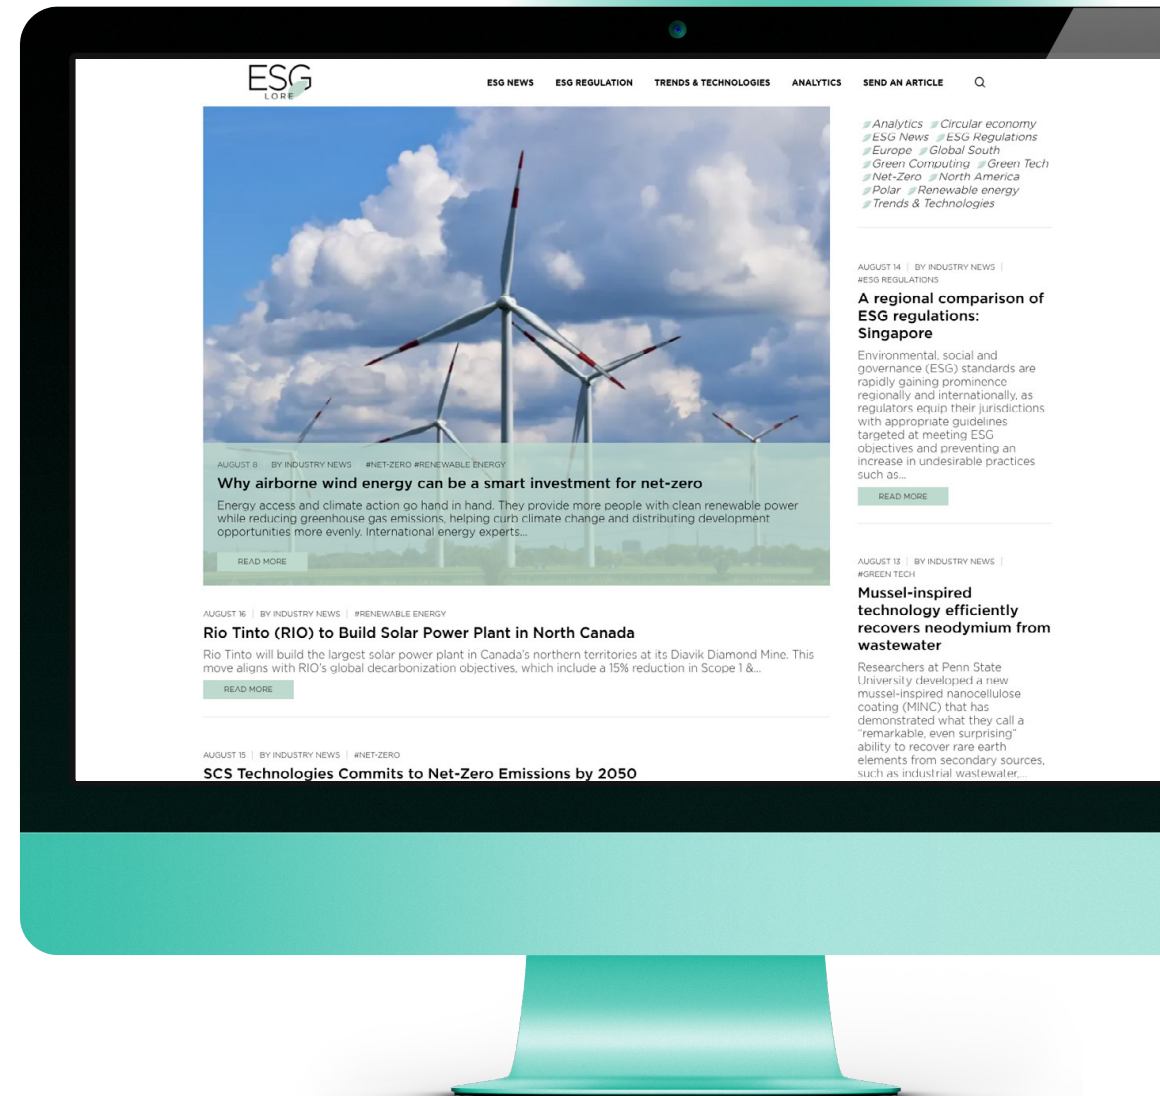 ESG
LORE
ESG NEWS ESG REGULATION TRENDS & TECHNOLOGIES ANALYTICS SEND AN ARTICLE
AUGUST 8 BY INDUSTRY NEWS #NET-ZERO #RENEWABLE ENERGY
Why airborne wind energy can be a smart investment for net-zero
Energy access and climate action go hand in hand. They provide more people with clean renewable power
while reducing greenhouse gas emissions, helping curb climate change and distributing development
opportunities more evenly. International energy experts...
READ MORE
AUGUST 16 | BY INDUSTRY NEWS | #RENEWABLE ENERGY
Rio Tinto (RIO) to Build Solar Power Plant in North Canada
Rio Tinto will build the largest solar power plant in Canada's northern territories at its Diavik Diamond Mine. This
move aligns with RIO's global decarbonization objectives, which include a 15% reduction in Scope 1 &...
READ MORE
AUGUST 15 | BY INDUSTRY NEWS | #NET-ZERO
SCS Technologies Commits to Net-Zero Emissions by 2050
Analytics Circular economy
ESG News ESG Regulations
Europe Global South
Green Computing Green Tech
Net-Zero North America
Polar Renewable energy
Trends & Technologies
AUGUST 14 | BY INDUSTRY NEWS |
#ESG REGULATIONS
A regional comparison of
ESG regulations:
Singapore
Environmental, social and
governance (ESG) standards are
rapidly gaining prominence
regionally and internationally, as
regulators equip their jurisdictions
with appropriate guidelines
targeted at meeting ESG
objectives and preventing an
increase in undesirable practices
such as...
READ MORE
AUGUST 13 | BY INDUSTRY NEWS |
#GREEN TECH
Mussel-inspired
technology efficiently
recovers neodymium from
wastewater
Researchers at Penn State
University developed a new
mussel-inspired nanocellulose
coating (MINC) that has
demonstrated what they call a
"remarkable, even surprising"
ability to recover rare earth
elements from secondary sources,
such as industrial wastewater,...